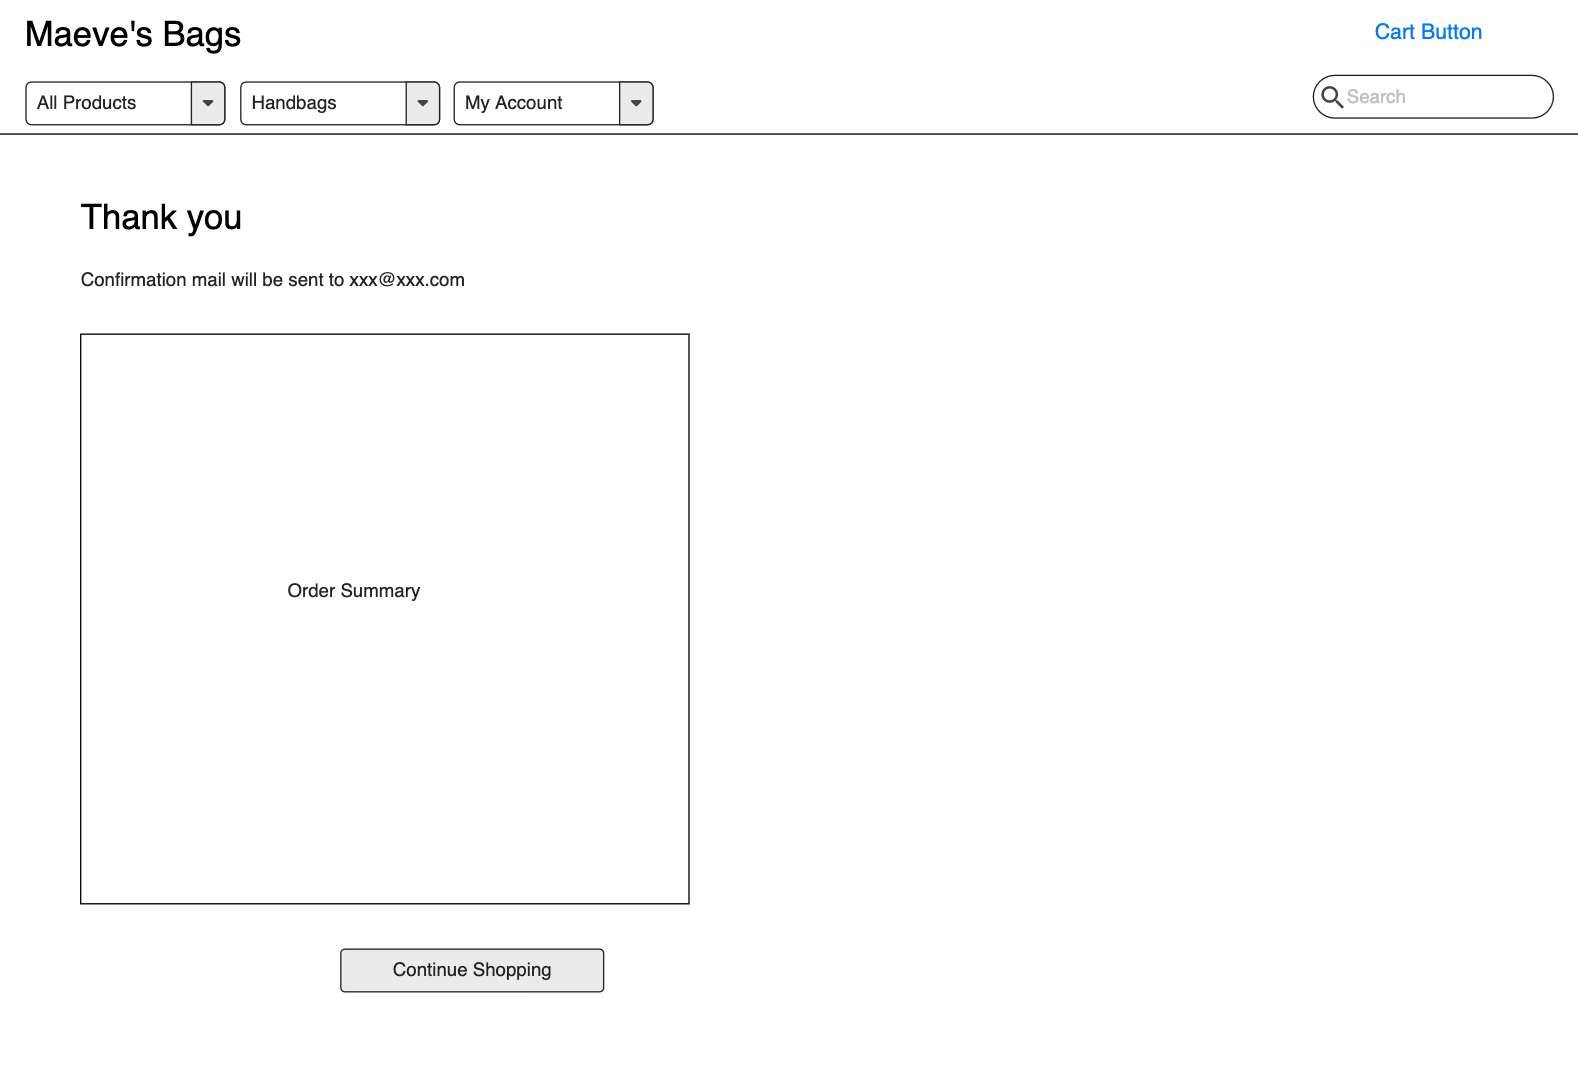 Maeve's Bags
Cart Button
All Products
Handbags
My Account
Search
Thank you
Confirmation mail will be sent to xxx@xxx.com
Order Summary
Continue Shopping